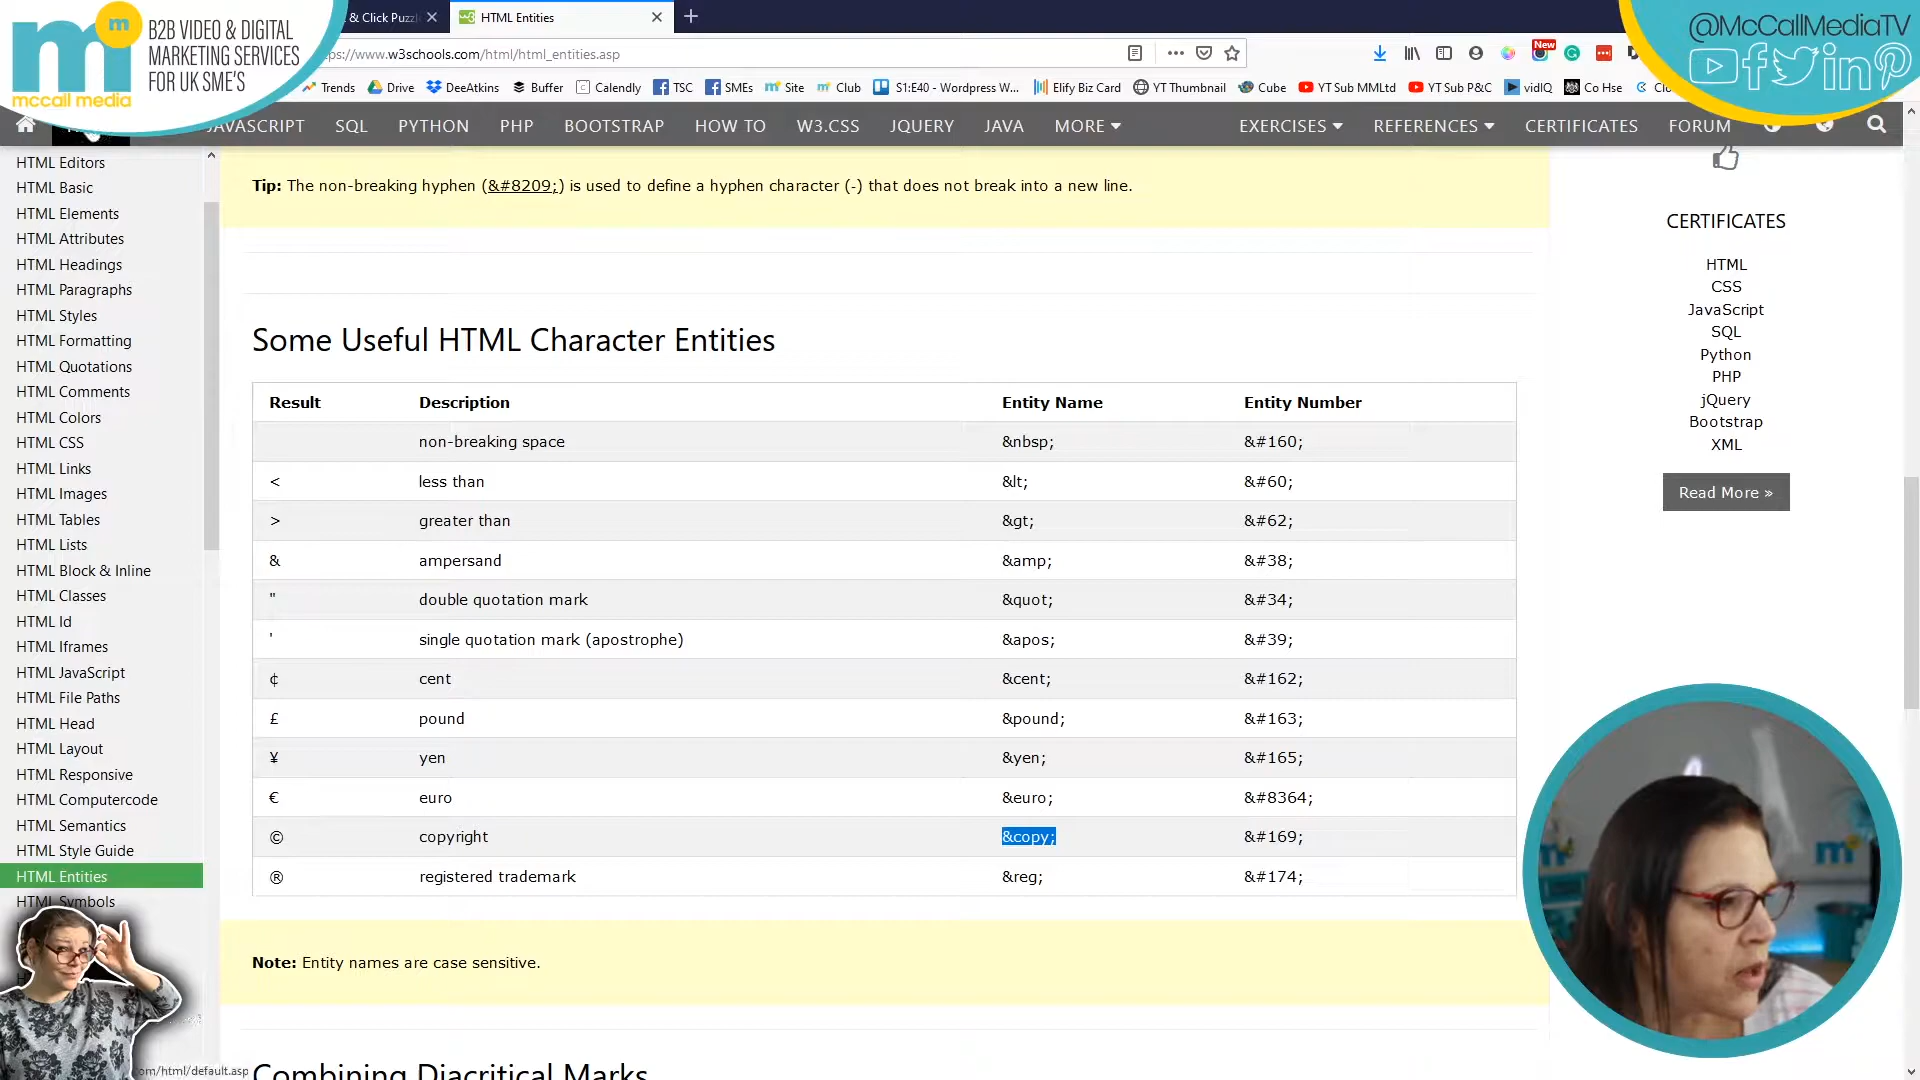 m
m
mccall media
B2B VIDEO & DIGITAL
MARKETING SERVICES
FOR UK SME'S
& Click Puzz
HTML Entities
@McCallMediaTV
ps://www.w3schools.com/html/html_entities.asp
New
Trends
Drive
DeeAtkins
Buffer
Calendly
TSC
SMEs
Site
Club
S1:E40 - Wordpress W...
Elify Biz Card
YT Thumbnail
Cube
YT Sub MMLtd
YT Sub P&C
vidIQ
Co Hse
JAVASCRIPT
SQL
PYTHON
PHP
BOOTSTRAP
HOW TO
W3.CSS
JQUERY
JAVA
MORE
EXERCISES
REFERENCES
CERTIFICATES
FORUM
HTML Editors
HTML Basic
HTML Elements
HTML Attributes
HTML Headings
HTML Paragraphs
HTML Styles
HTML Formatting
HTML Quotations
HTML Comments
HTML Colors
HTML CSS
HTML Links
HTML Images
HTML Tables
HTML Lists
HTML Block & Inline
HTML Classes
HTML Id
HTML Iframes
HTML JavaScript
HTML File Paths
HTML Head
HTML Layout
HTML Responsive
HTML Computercode
HTML Semantics
HTML Style Guide
HTML Entities
HTML Symbols
om/html/default.asp
Tip: The non-breaking hyphen (&#8209;) is used to define a hyphen character (‑) that does not break into a new line.
Some Useful HTML Character Entities
Result Description Entity Name Entity Number
non-breaking space &nbsp; &#160;
< less than &lt; &#60;
> greater than &gt; &#62;
& ampersand &amp; &#38;
" double quotation mark &quot; &#34;
' single quotation mark (apostrophe) &apos; &#39;
¢ cent &cent; &#162;
£ pound &pound; &#163;
¥ yen &yen; &#165;
€ euro &euro; &#8364;
© copyright &copy; &#169;
® registered trademark &reg; &#174;
Note: Entity names are case sensitive.
Combining Diacritical Marks
CERTIFICATES
HTML
CSS
JavaScript
SQL
Python
PHP
jQuery
Bootstrap
XML
Read More »
m